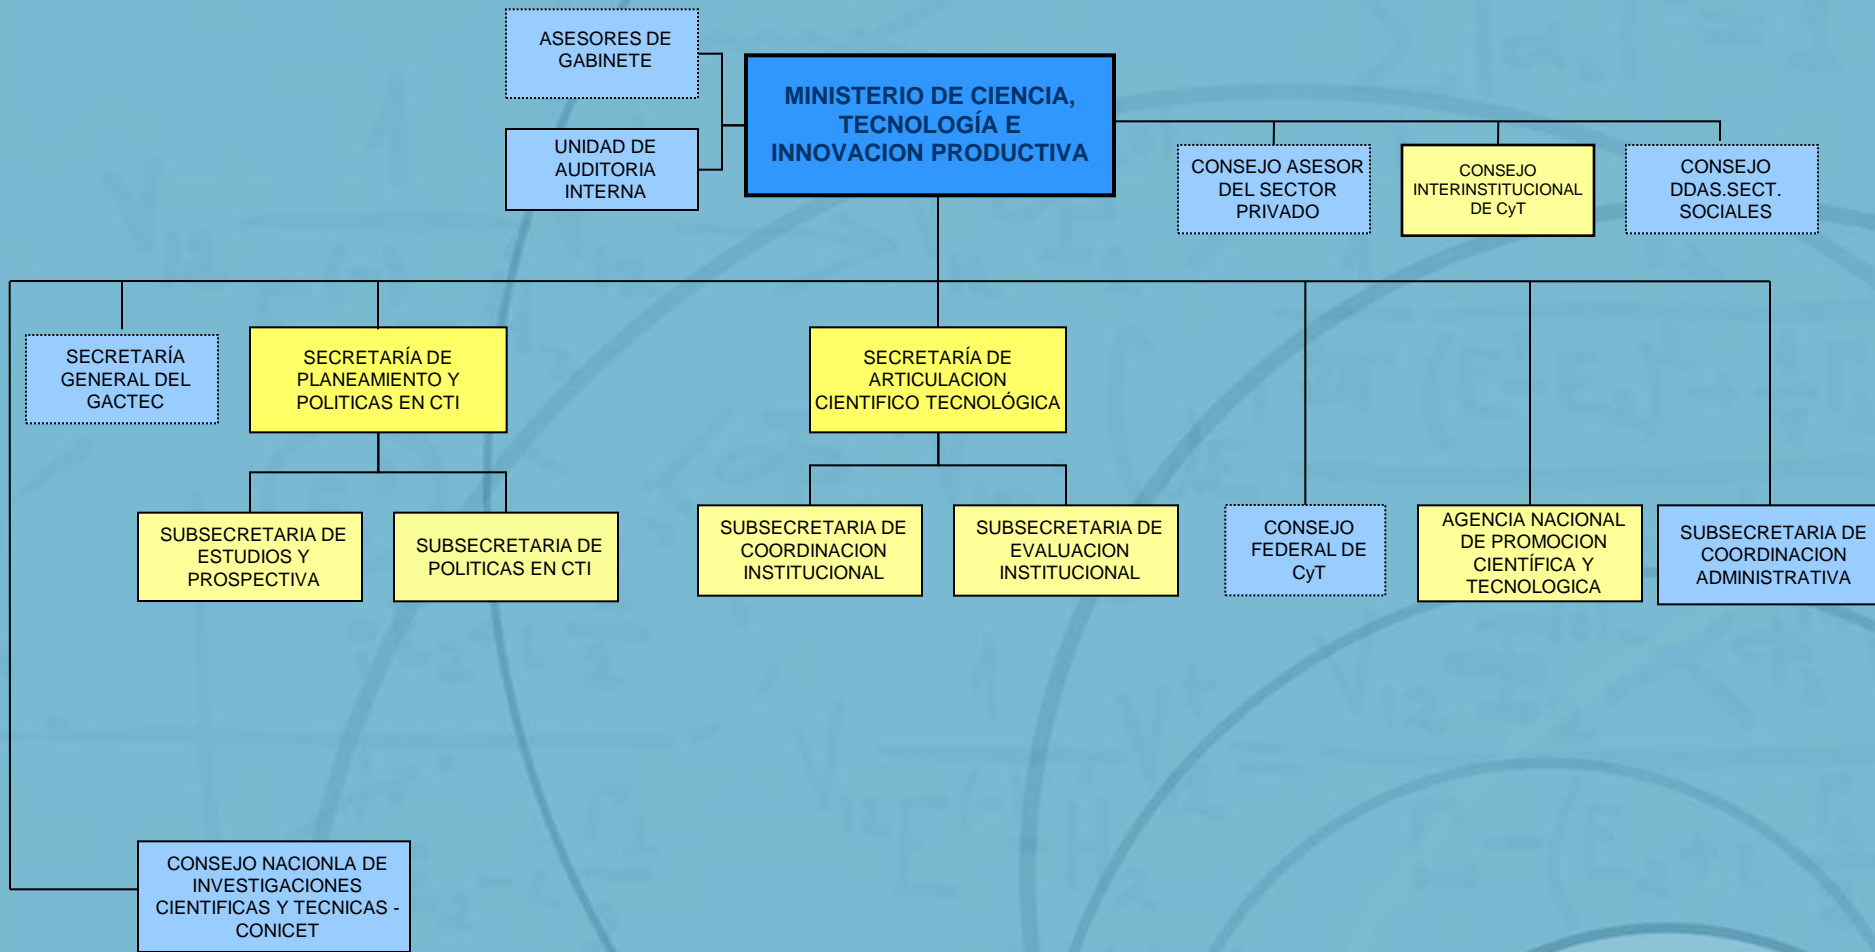 ASESORES DE
GABINETE
MINISTERIO DE CIENCIA,
TECNOLOGÍA E
INNOVACION PRODUCTIVA
UNIDAD DE
AUDITORIA
INTERNA
CONSEJO ASESOR
DEL SECTOR
PRIVADO
CONSEJO
INTERINSTITUCIONAL
DE CyT
CONSEJO
DDAS.SECT.
SOCIALES
SECRETARÍA
GENERAL DEL
GACTEC
SECRETARÍA DE
PLANEAMIENTO Y
POLITICAS EN CTI
SECRETARÍA DE
ARTICULACION
CIENTIFICO TECNOLÓGICA
SUBSECRETARIA DE
ESTUDIOS Y
PROSPECTIVA
SUBSECRETARIA DE
POLITICAS EN CTI
SUBSECRETARIA DE
COORDINACION
INSTITUCIONAL
SUBSECRETARIA DE
EVALUACION
INSTITUCIONAL
CONSEJO
FEDERAL DE
CyT
AGENCIA NACIONAL
DE PROMOCION
CIENTÍFICA Y
TECNOLOGICA
SUBSECRETARIA DE
COORDINACION
ADMINISTRATIVA
CONSEJO NACIONLA DE
INVESTIGACIONES
CIENTIFICAS Y TECNICAS -
CONICET